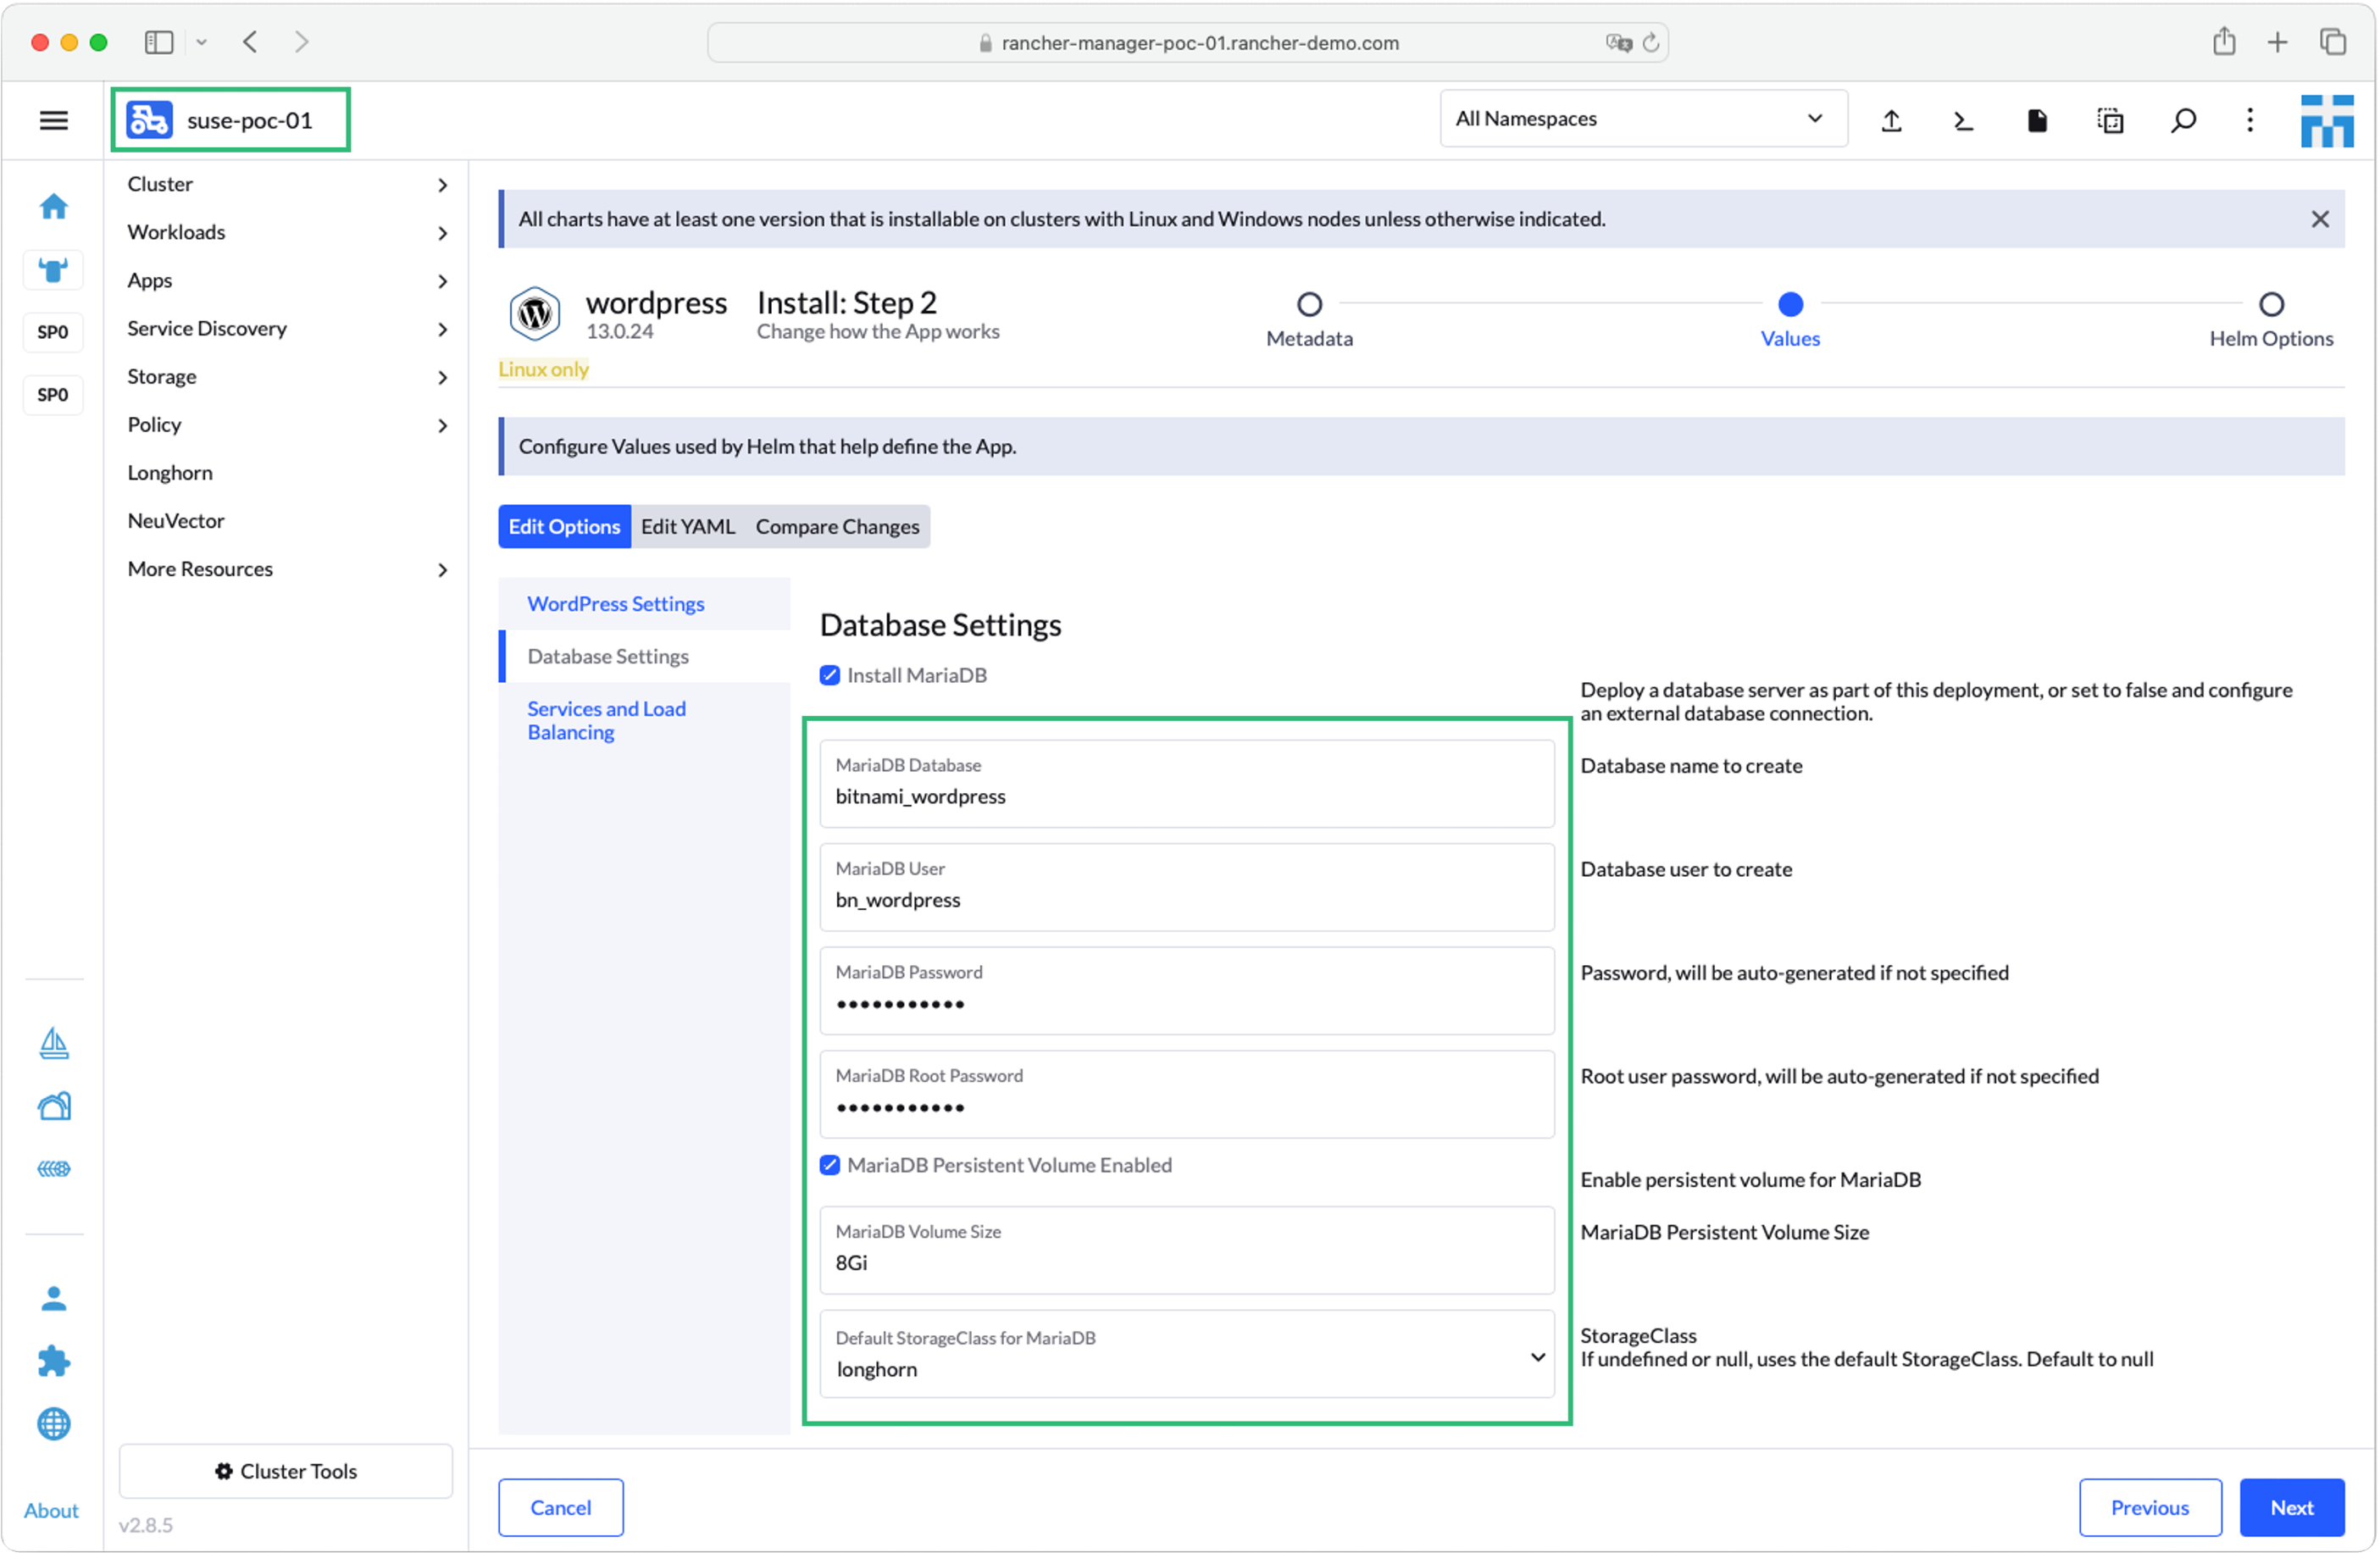 rancher-manager-poc-01.rancher-demo.com
suse-poc-01
All Namespaces
SP0
SP0
About
Cluster
Workloads
Apps
Service Discovery
Storage
Policy
Longhorn
NeuVector
More Resources
Cluster Tools
v2.8.5
All charts have at least one version that is installable on clusters with Linux and Windows nodes unless otherwise indicated.
wordpress
13.0.24
Linux only
Install: Step 2
Change how the App works
Metadata
Values
Helm Options
Configure Values used by Helm that help define the App.
Edit Options
Edit YAML
Compare Changes
WordPress Settings
Database Settings
Services and Load
Balancing
Database Settings
Install MariaDB
Deploy a database server as part of this deployment, or set to false and configure
an external database connection.
MariaDB Database
bitnami_wordpress
Database name to create
MariaDB User
bn_wordpress
Database user to create
MariaDB Password
•••••••••••
Password, will be auto-generated if not specified
MariaDB Root Password
•••••••••••
Root user password, will be auto-generated if not specified
MariaDB Persistent Volume Enabled
Enable persistent volume for MariaDB
MariaDB Volume Size
8Gi
MariaDB Persistent Volume Size
Default StorageClass for MariaDB
longhorn
StorageClass
If undefined or null, uses the default StorageClass. Default to null
Cancel
Previous
Next